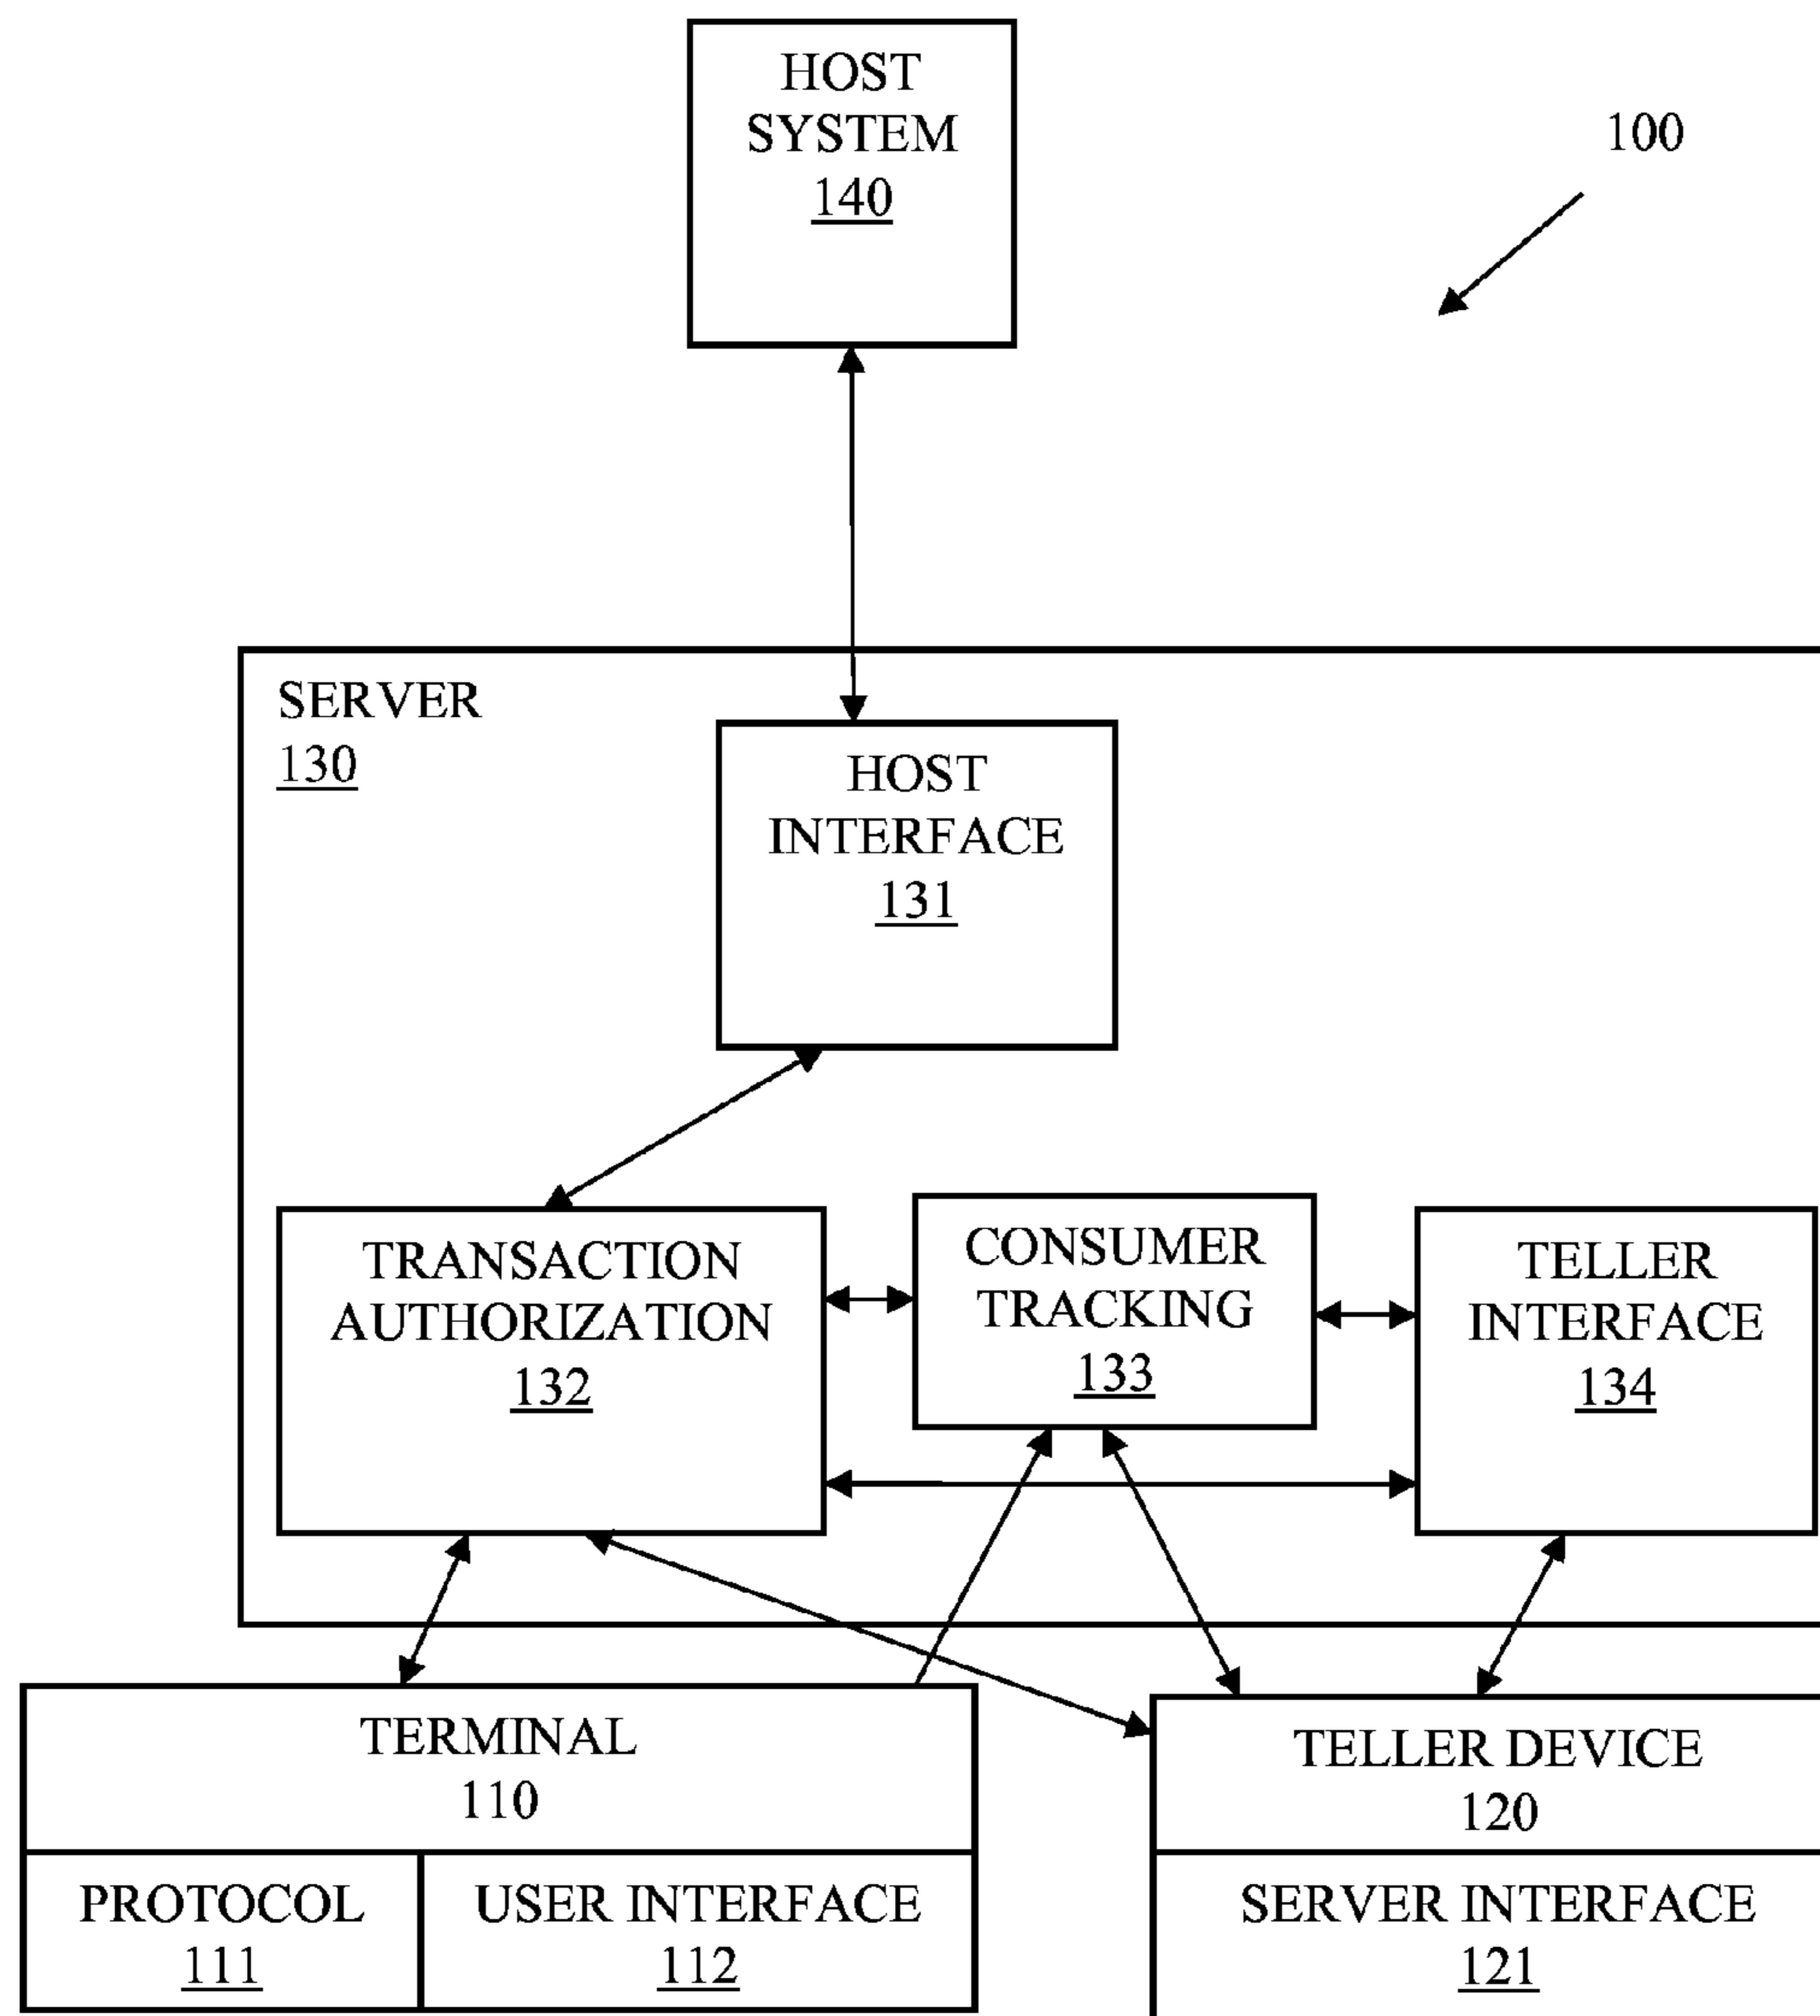 HOST
SYSTEM
140
100
SERVER
130
HOST
INTERFACE
131
TRANSACTION
AUTHORIZATION
132
CONSUMER
TRACKING
133
TELLER
INTERFACE
134
TERMINAL
110
PROTOCOL
111
USER INTERFACE
112
TELLER DEVICE
120
SERVER INTERFACE
121